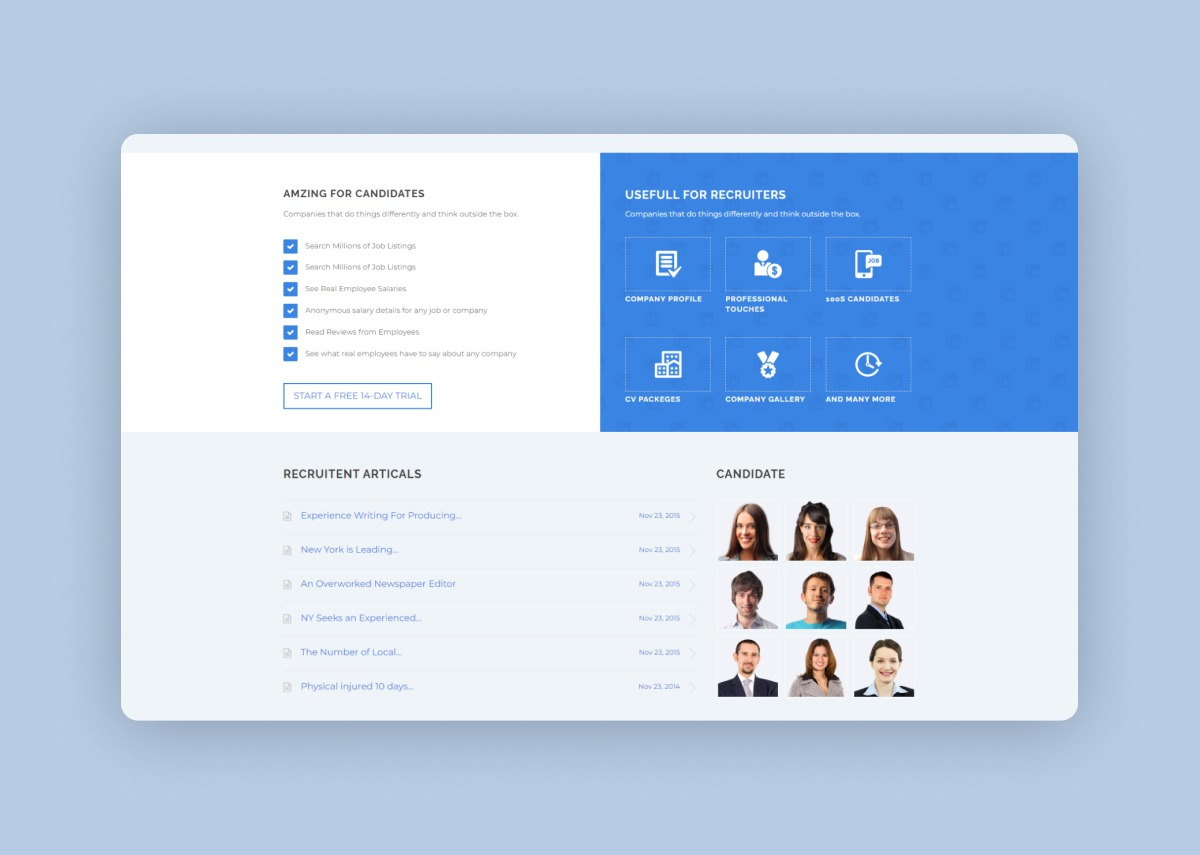 AMZING FOR CANDIDATES
Companies that do things differently and think outside the box.
Search Millions of Job Listings
Search Millions of Job Listings
See Real Employee Salaries
Anonymous salary details for any job or company
Read Reviews from Employees
See what real employees have to say about any company
START A FREE 14-DAY TRIAL
USEFULL FOR RECRUITERS
Companies that do things differently and think outside the box.
$
JOB
COMPANY PROFILE
PROFESSIONAL
TOUCHES
100S CANDIDATES
CV PACKEGES
COMPANY GALLERY
AND MANY MORE
RECRUITENT ARTICALS
Experience Writing For Producing... Nov 23, 2015
New York is Leading... Nov 23, 2015
An Overworked Newspaper Editor Nov 23, 2015
NY Seeks an Experienced... Nov 23, 2015
The Number of Local... Nov 23, 2015
Physical injured 10 days... Nov 23, 2014
CANDIDATE